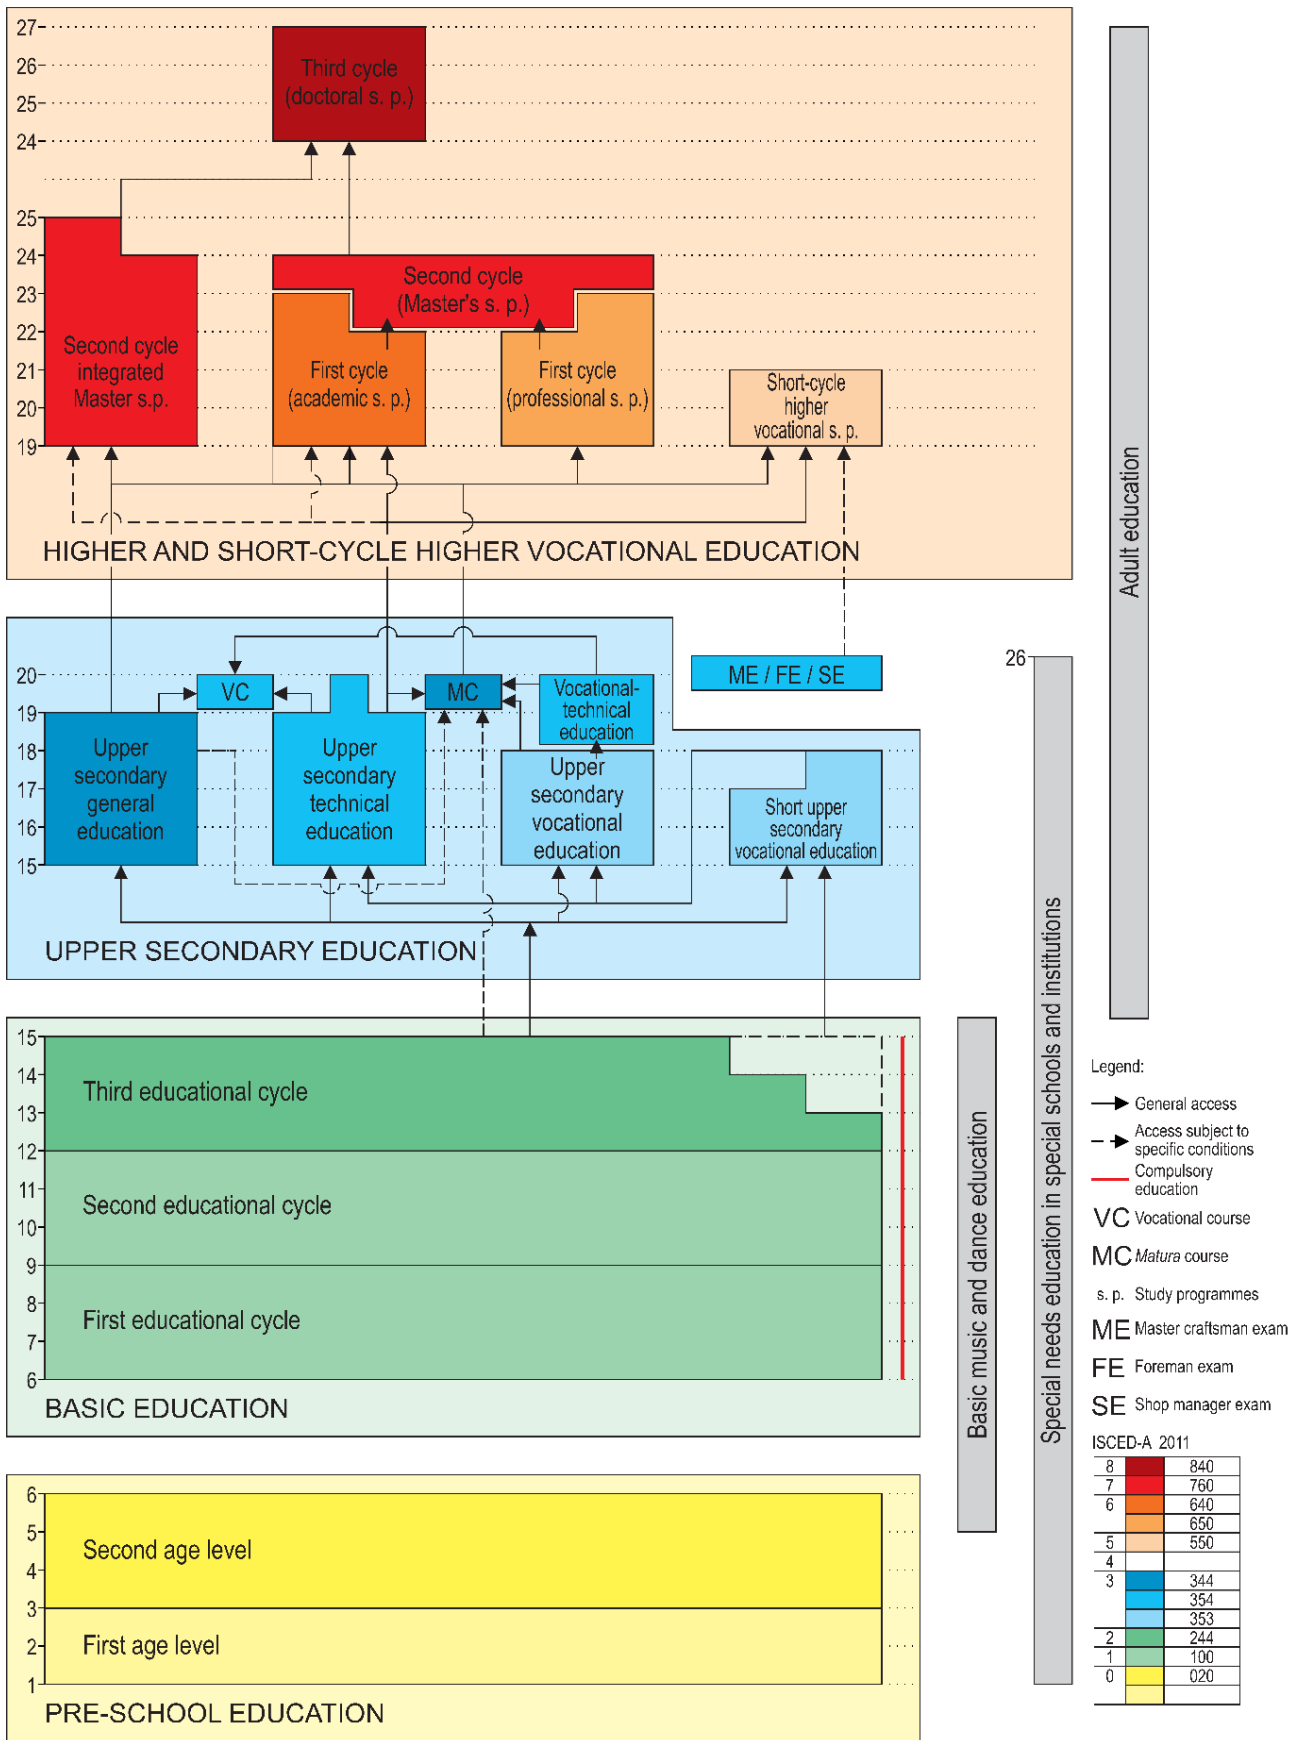 27
26
25
24
Third cycle
(doctoral s. p.)
25
24
23
22
21
20
19
Second cycle
integrated
Master s.p.
Second cycle
(Master's s. p.)
First cycle
(academic s. p.)
First cycle
(professional s. p.)
Short-cycle
higher
vocational s. p.
HIGHER AND SHORT-CYCLE HIGHER VOCATIONAL EDUCATION
20
19
18
17
16
15
VC
MC
Vocational-
technical
education
ME / FE / SE
Upper
secondary
general
education
Upper
secondary
technical
education
Upper
secondary
vocational
education
Short upper
secondary
vocational education
UPPER SECONDARY EDUCATION
15
14
13
12
11
10
9
8
7
6
Third educational cycle
Second educational cycle
First educational cycle
BASIC EDUCATION
6
5
4
3
2
1
Second age level
First age level
PRE-SCHOOL EDUCATION
Basic music and dance education
26
Special needs education in special schools and institutions
Adult education
Legend:
General access
Access subject to
specific conditions
Compulsory
education
VC Vocational course
MC Matura course
s. p. Study programmes
ME Master craftsman exam
FE Foreman exam
SE Shop manager exam
ISCED-A 2011
8 840
7 760
6 640
650
5 550
4
3 344
354
353
2 244
1 100
0 020